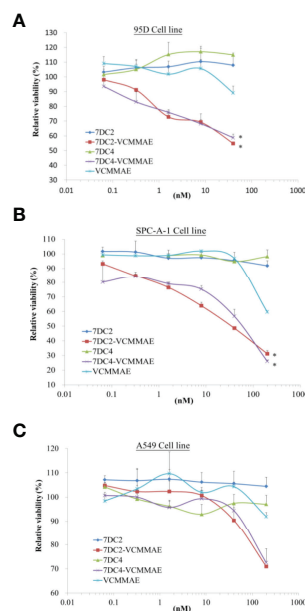 A
95D Cell line
Relative viability (%)
130
120
110
100
90
80
70
60
50
40
30
7DC2
7DC2-VCMMAE
7DC4
7DC4-VCMMAE
VCMMAE
*
*
0.01 0.1 1 10 100 1000
(nM)
B
SPC-A-1 Cell line
Relative viability (%)
110
100
90
80
70
60
50
40
30
20
10
0
7DC2
7DC2-VCMMAE
7DC4
7DC4-VCMMAE
VCMMAE
*
*
0.01 0.1 1 10 100 1000
(nM)
C
A549 Cell line
Relative viability (%)
120
110
100
90
80
70
60
7DC2
7DC2-VCMMAE
7DC4
7DC4-VCMMAE
VCMMAE
0.01 0.1 1 10 100 1000
(nM)